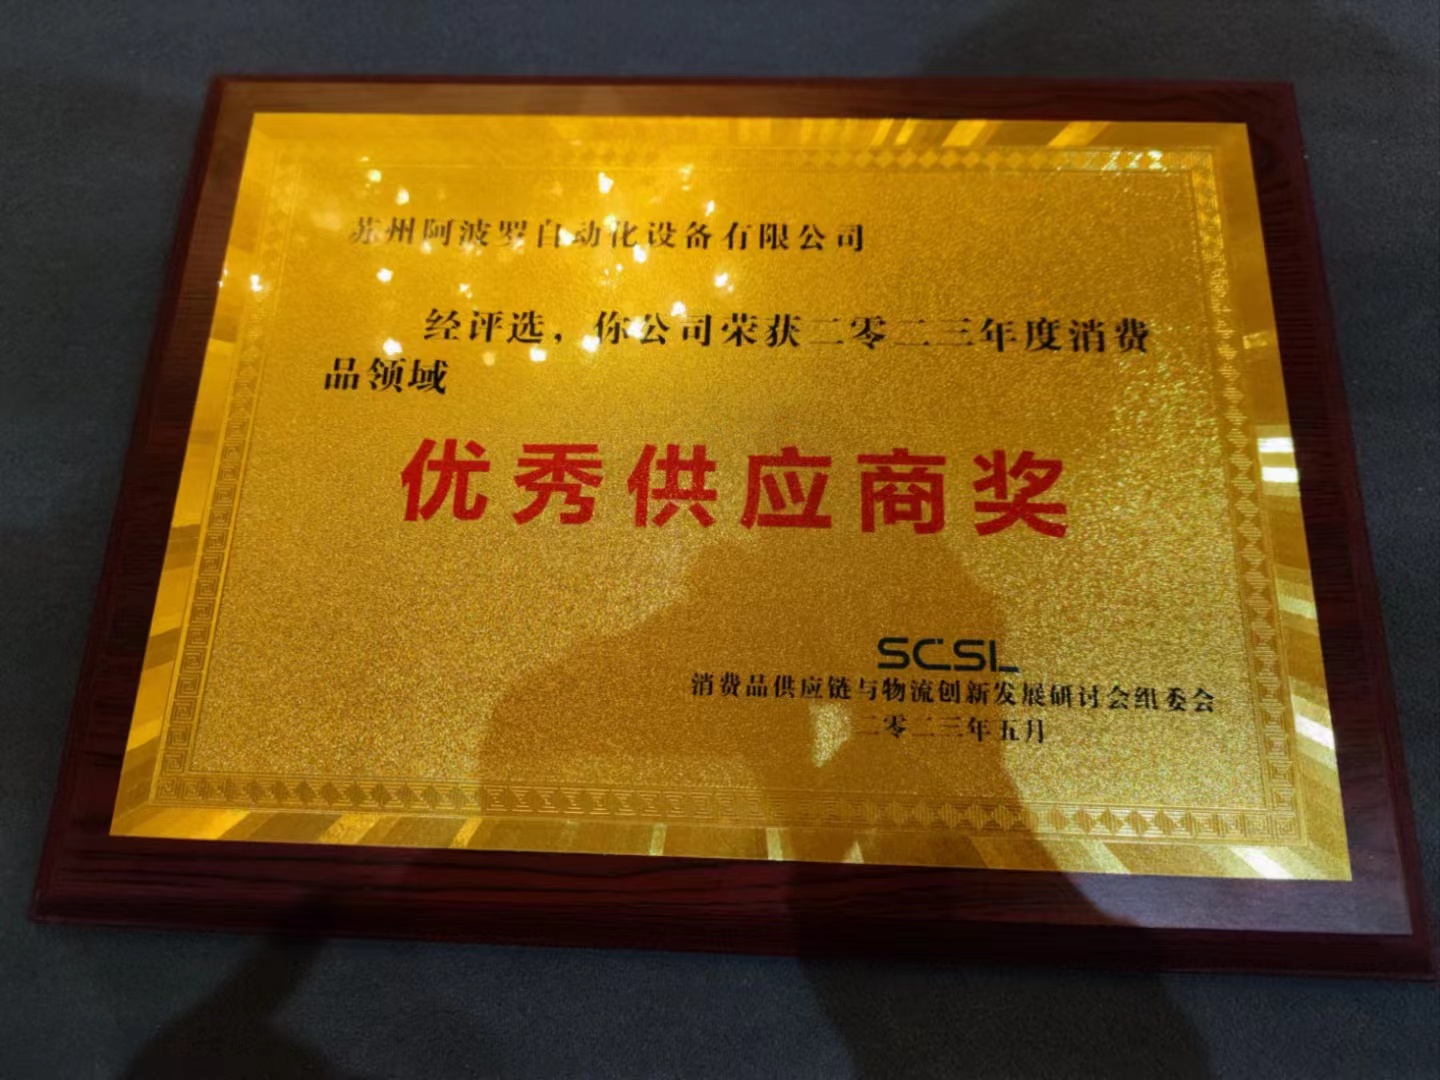 苏州阿波罗自动化设备有限公司
经评选，你公司荣获二零二三年度消费
品领域
优秀供应商奖
SCSL
消费品供应链与物流创新发展研讨会组委会
二零二三年五月